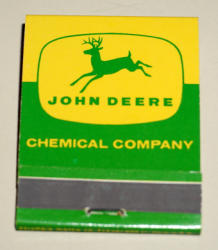 JOHN DEERE
CHEMICAL COMPANY